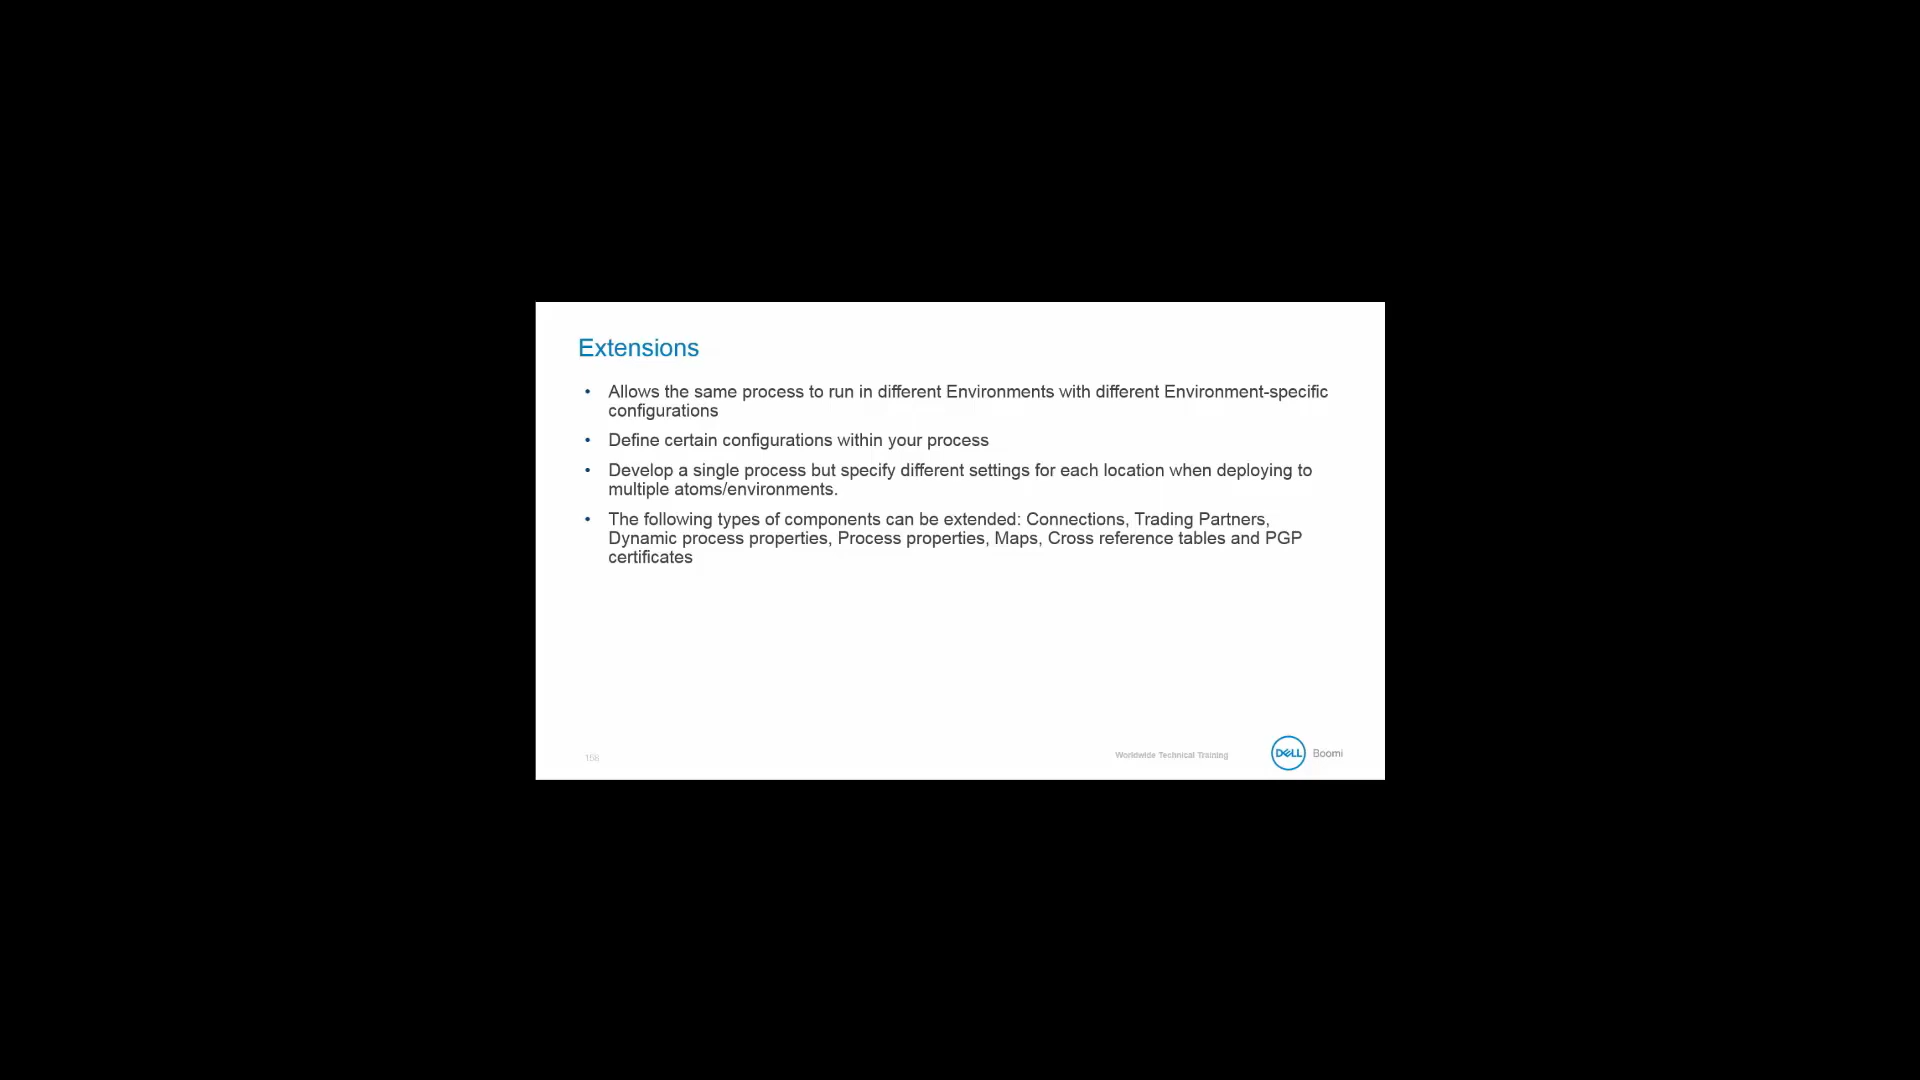 Extensions
• Allows the same process to run in different Environments with different Environment-specific
configurations
• Define certain configurations within your process
• Develop a single process but specify different settings for each location when deploying to
multiple atoms/environments.
• The following types of components can be extended: Connections, Trading Partners,
Dynamic process properties, Process properties, Maps, Cross reference tables and PGP
certificates
Worldwide Technical Training
DELL Boomi